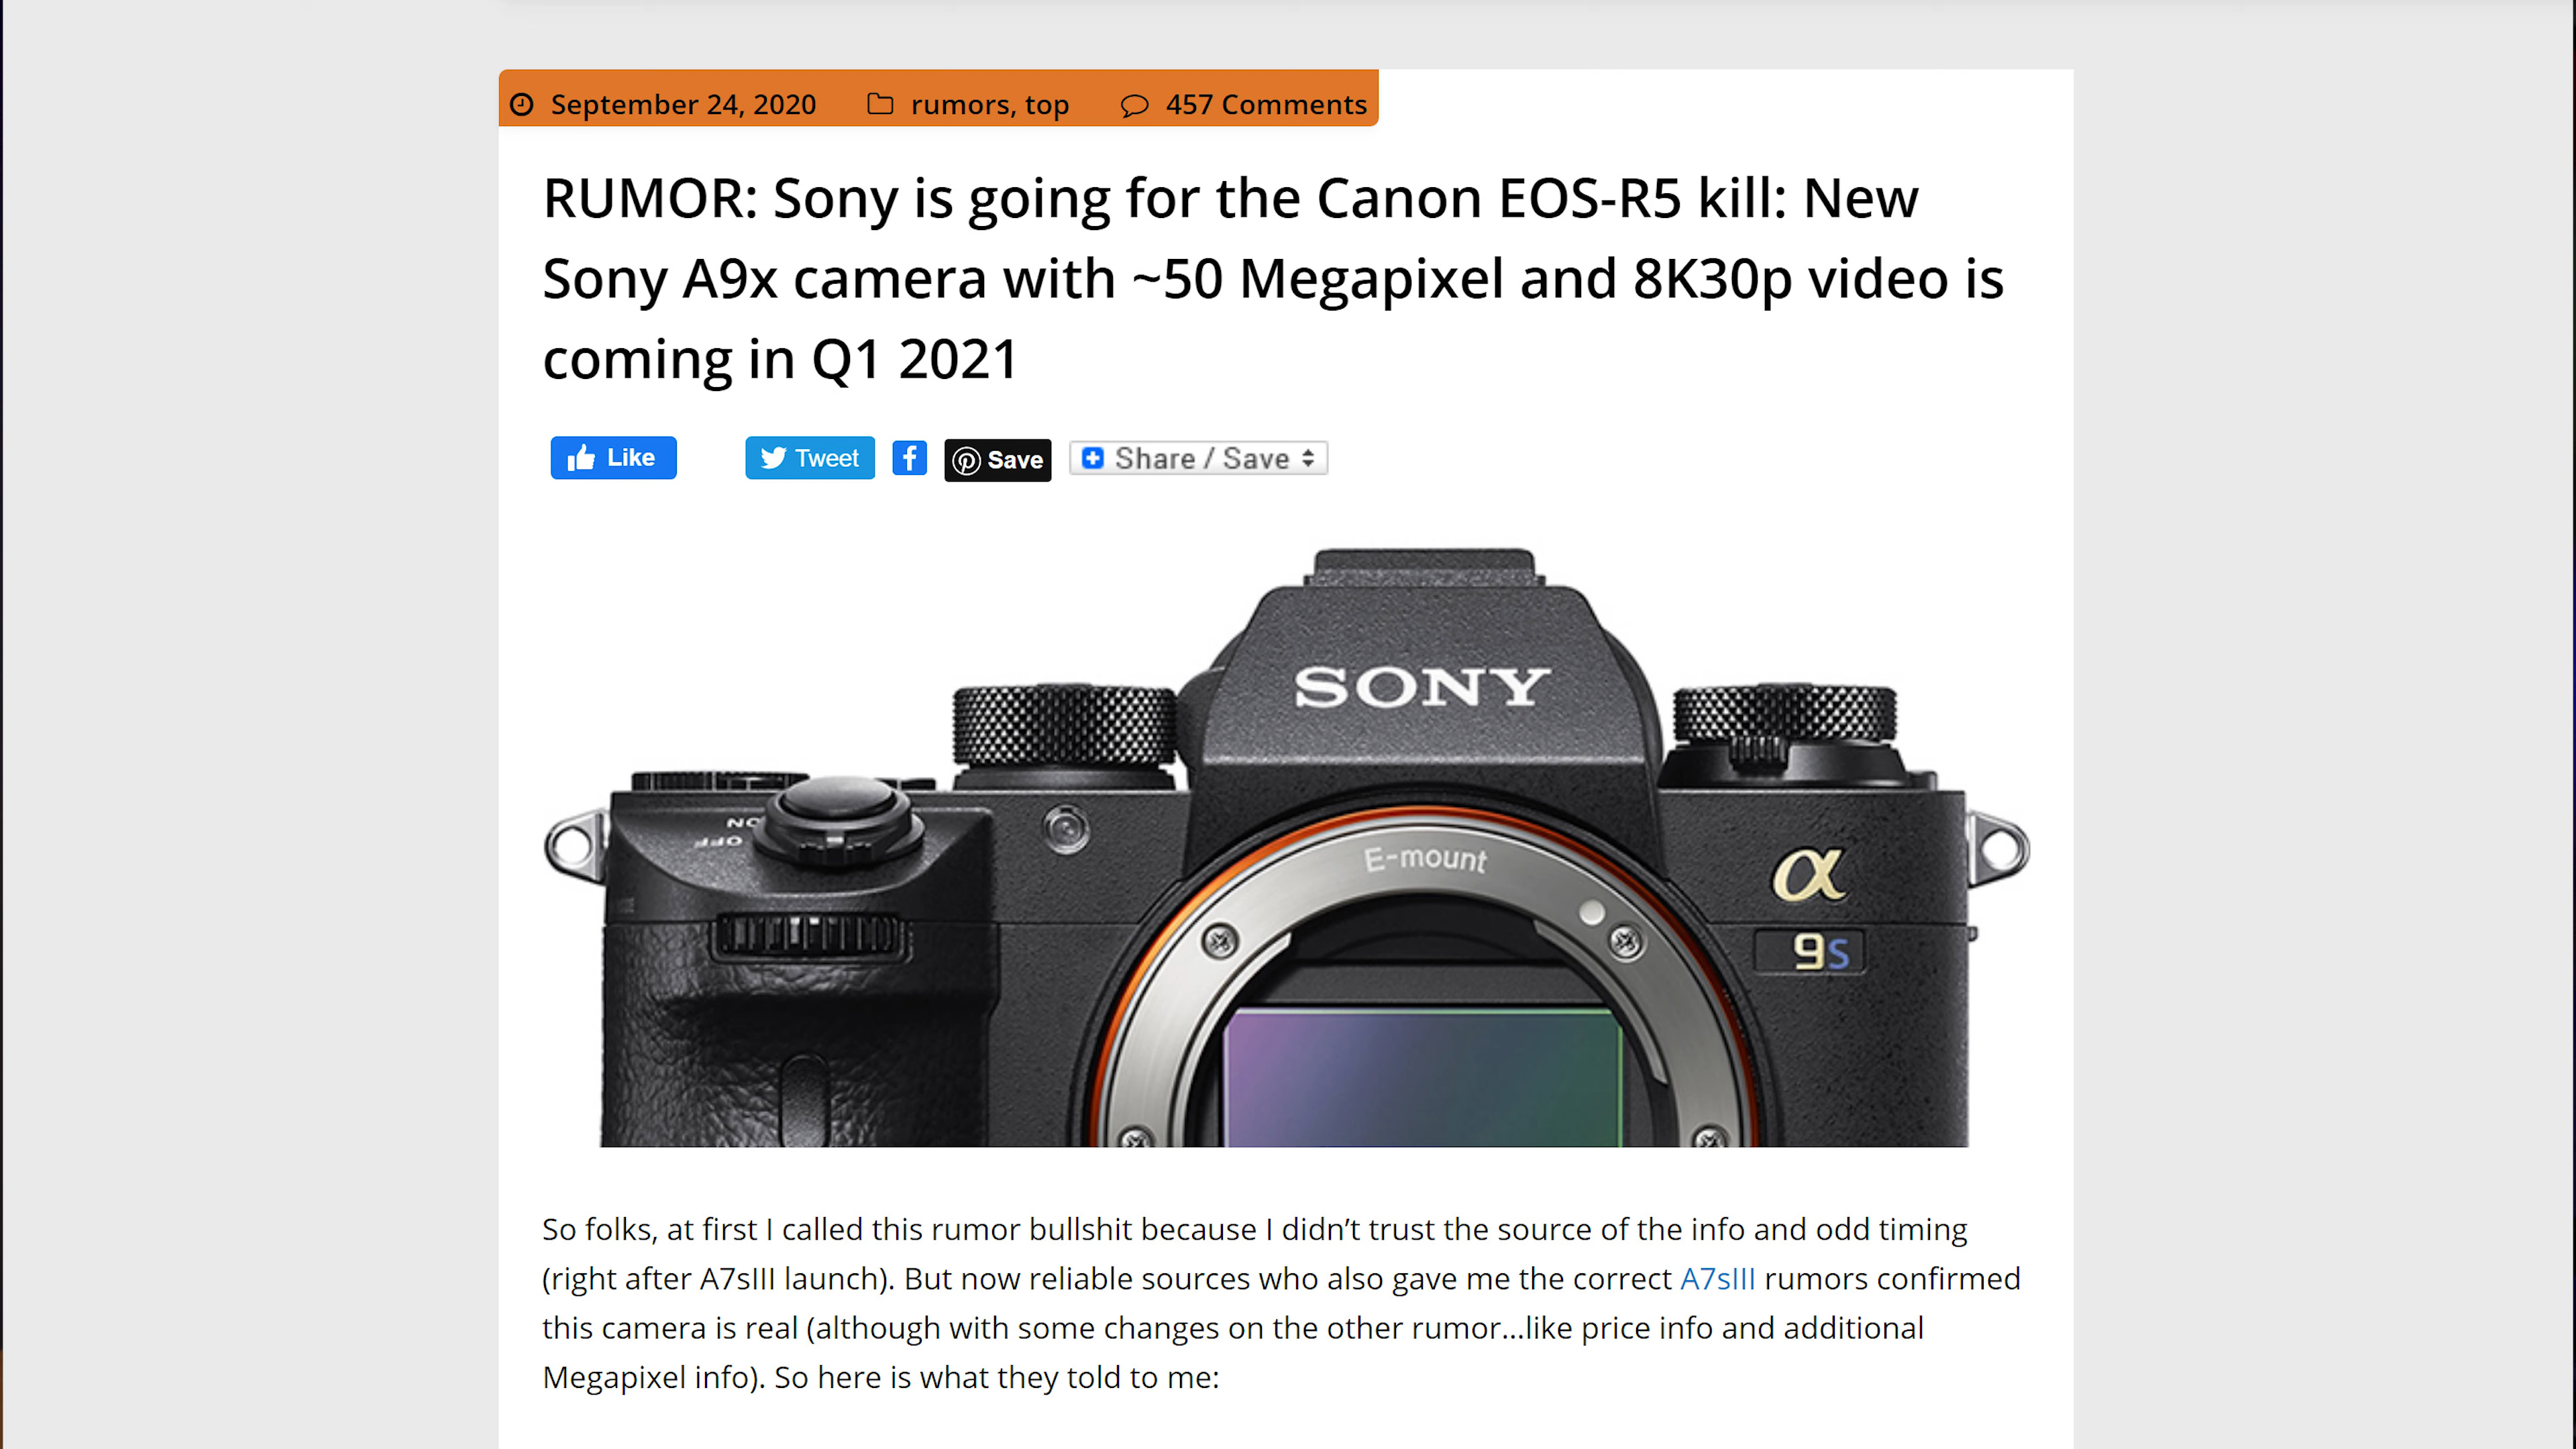 September 24, 2020 rumors, top 457 Comments
RUMOR: Sony is going for the Canon EOS-R5 kill: New
Sony A9x camera with ~50 Megapixel and 8K30p video is
coming in Q1 2021
Like Tweet Save Share / Save
SONY
ON
OFF
E-mount
α
9s
So folks, at first I called this rumor bullshit because I didn’t trust the source of the info and odd timing
(right after A7sIII launch). But now reliable sources who also gave me the correct A7sIII rumors confirmed
this camera is real (although with some changes on the other rumor…like price info and additional
Megapixel info). So here is what they told to me: